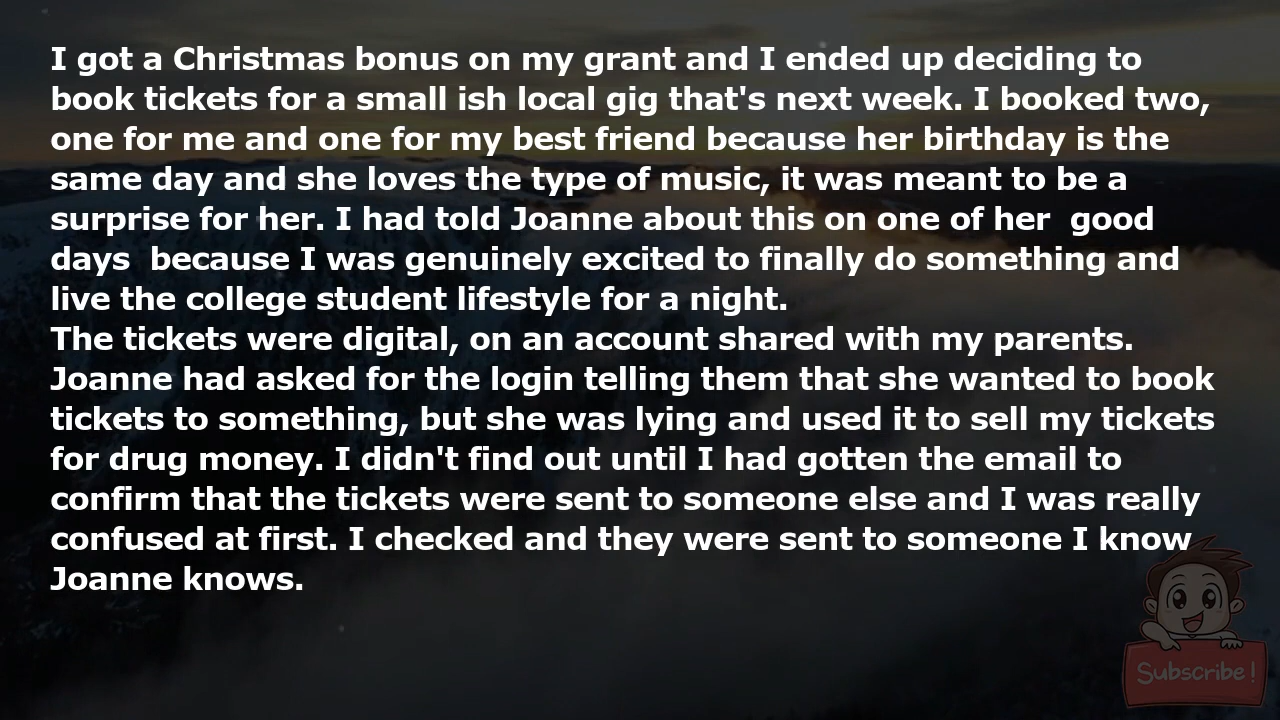 I got a Christmas bonus on my grant and I ended up deciding to
book tickets for a small ish local gig that's next week. I booked two,
one for me and one for my best friend because her birthday is the
same day and she loves the type of music, it was meant to be a
surprise for her. I had told Joanne about this on one of her  good
days  because I was genuinely excited to finally do something and
live the college student lifestyle for a night.
The tickets were digital, on an account shared with my parents.
Joanne had asked for the login telling them that she wanted to book
tickets to something, but she was lying and used it to sell my tickets
for drug money. I didn't find out until I had gotten the email to
confirm that the tickets were sent to someone else and I was really
confused at first. I checked and they were sent to someone I know
Joanne knows.
Subscribe!